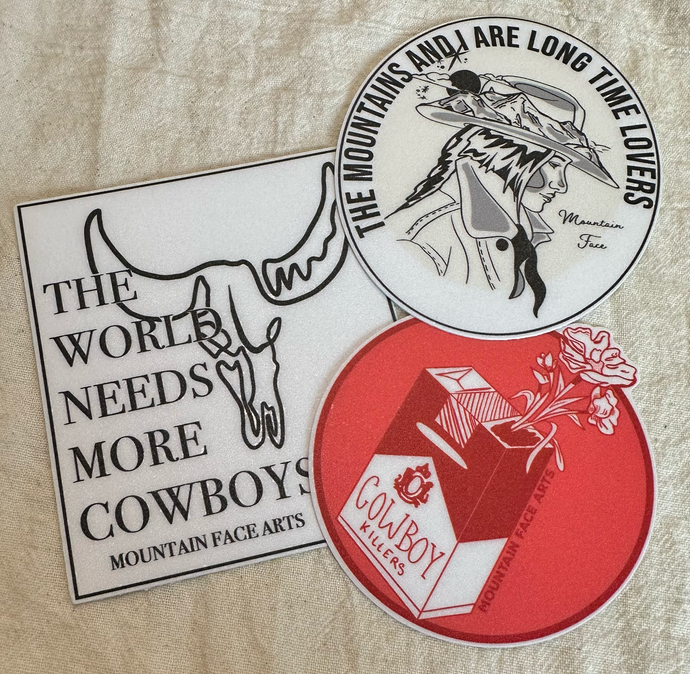 THE MOUNTAINS AND I ARE LONG TIME LOVERS
Mountain
Face
THE
WORLD
NEEDS
MORE
COWBOYS
MOUNTAIN FACE ARTS
COWBOY
KILLERS
MOUNTAIN FACE ARTS